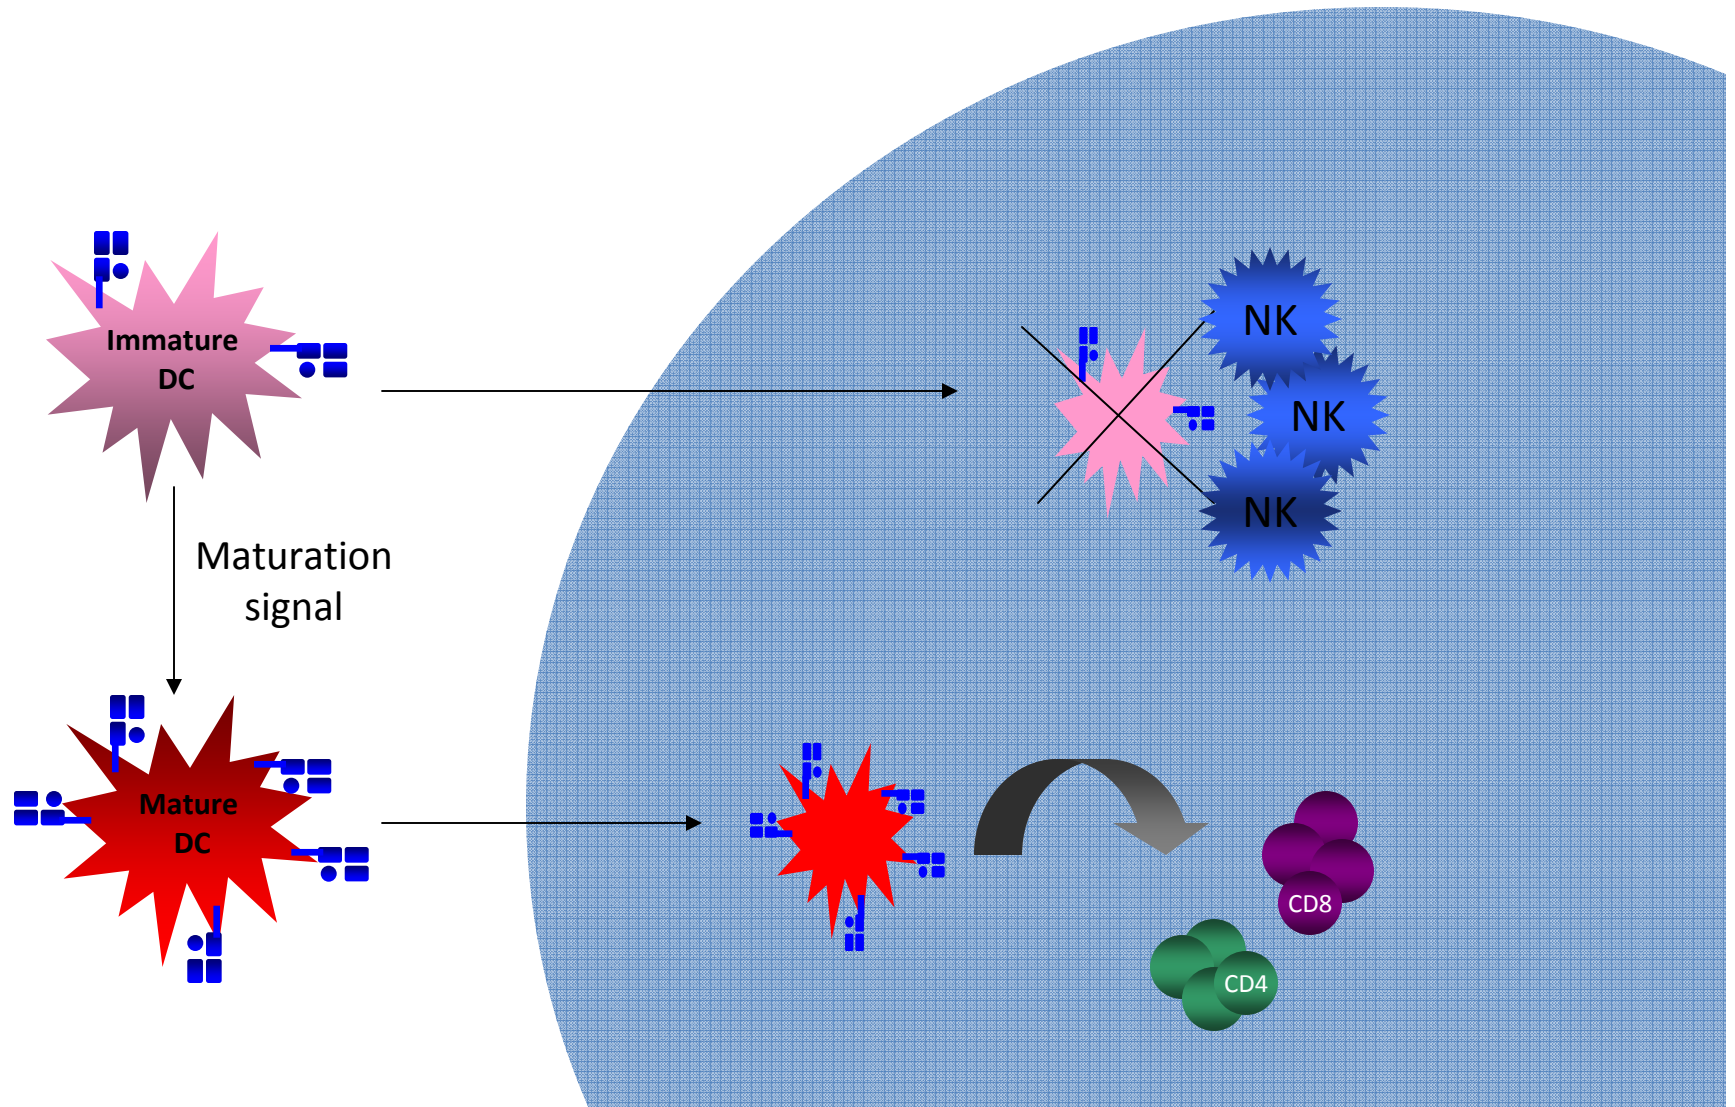 Immature
DC
NK
NK
NK
Maturation
signal
Mature
DC
CD8
CD4